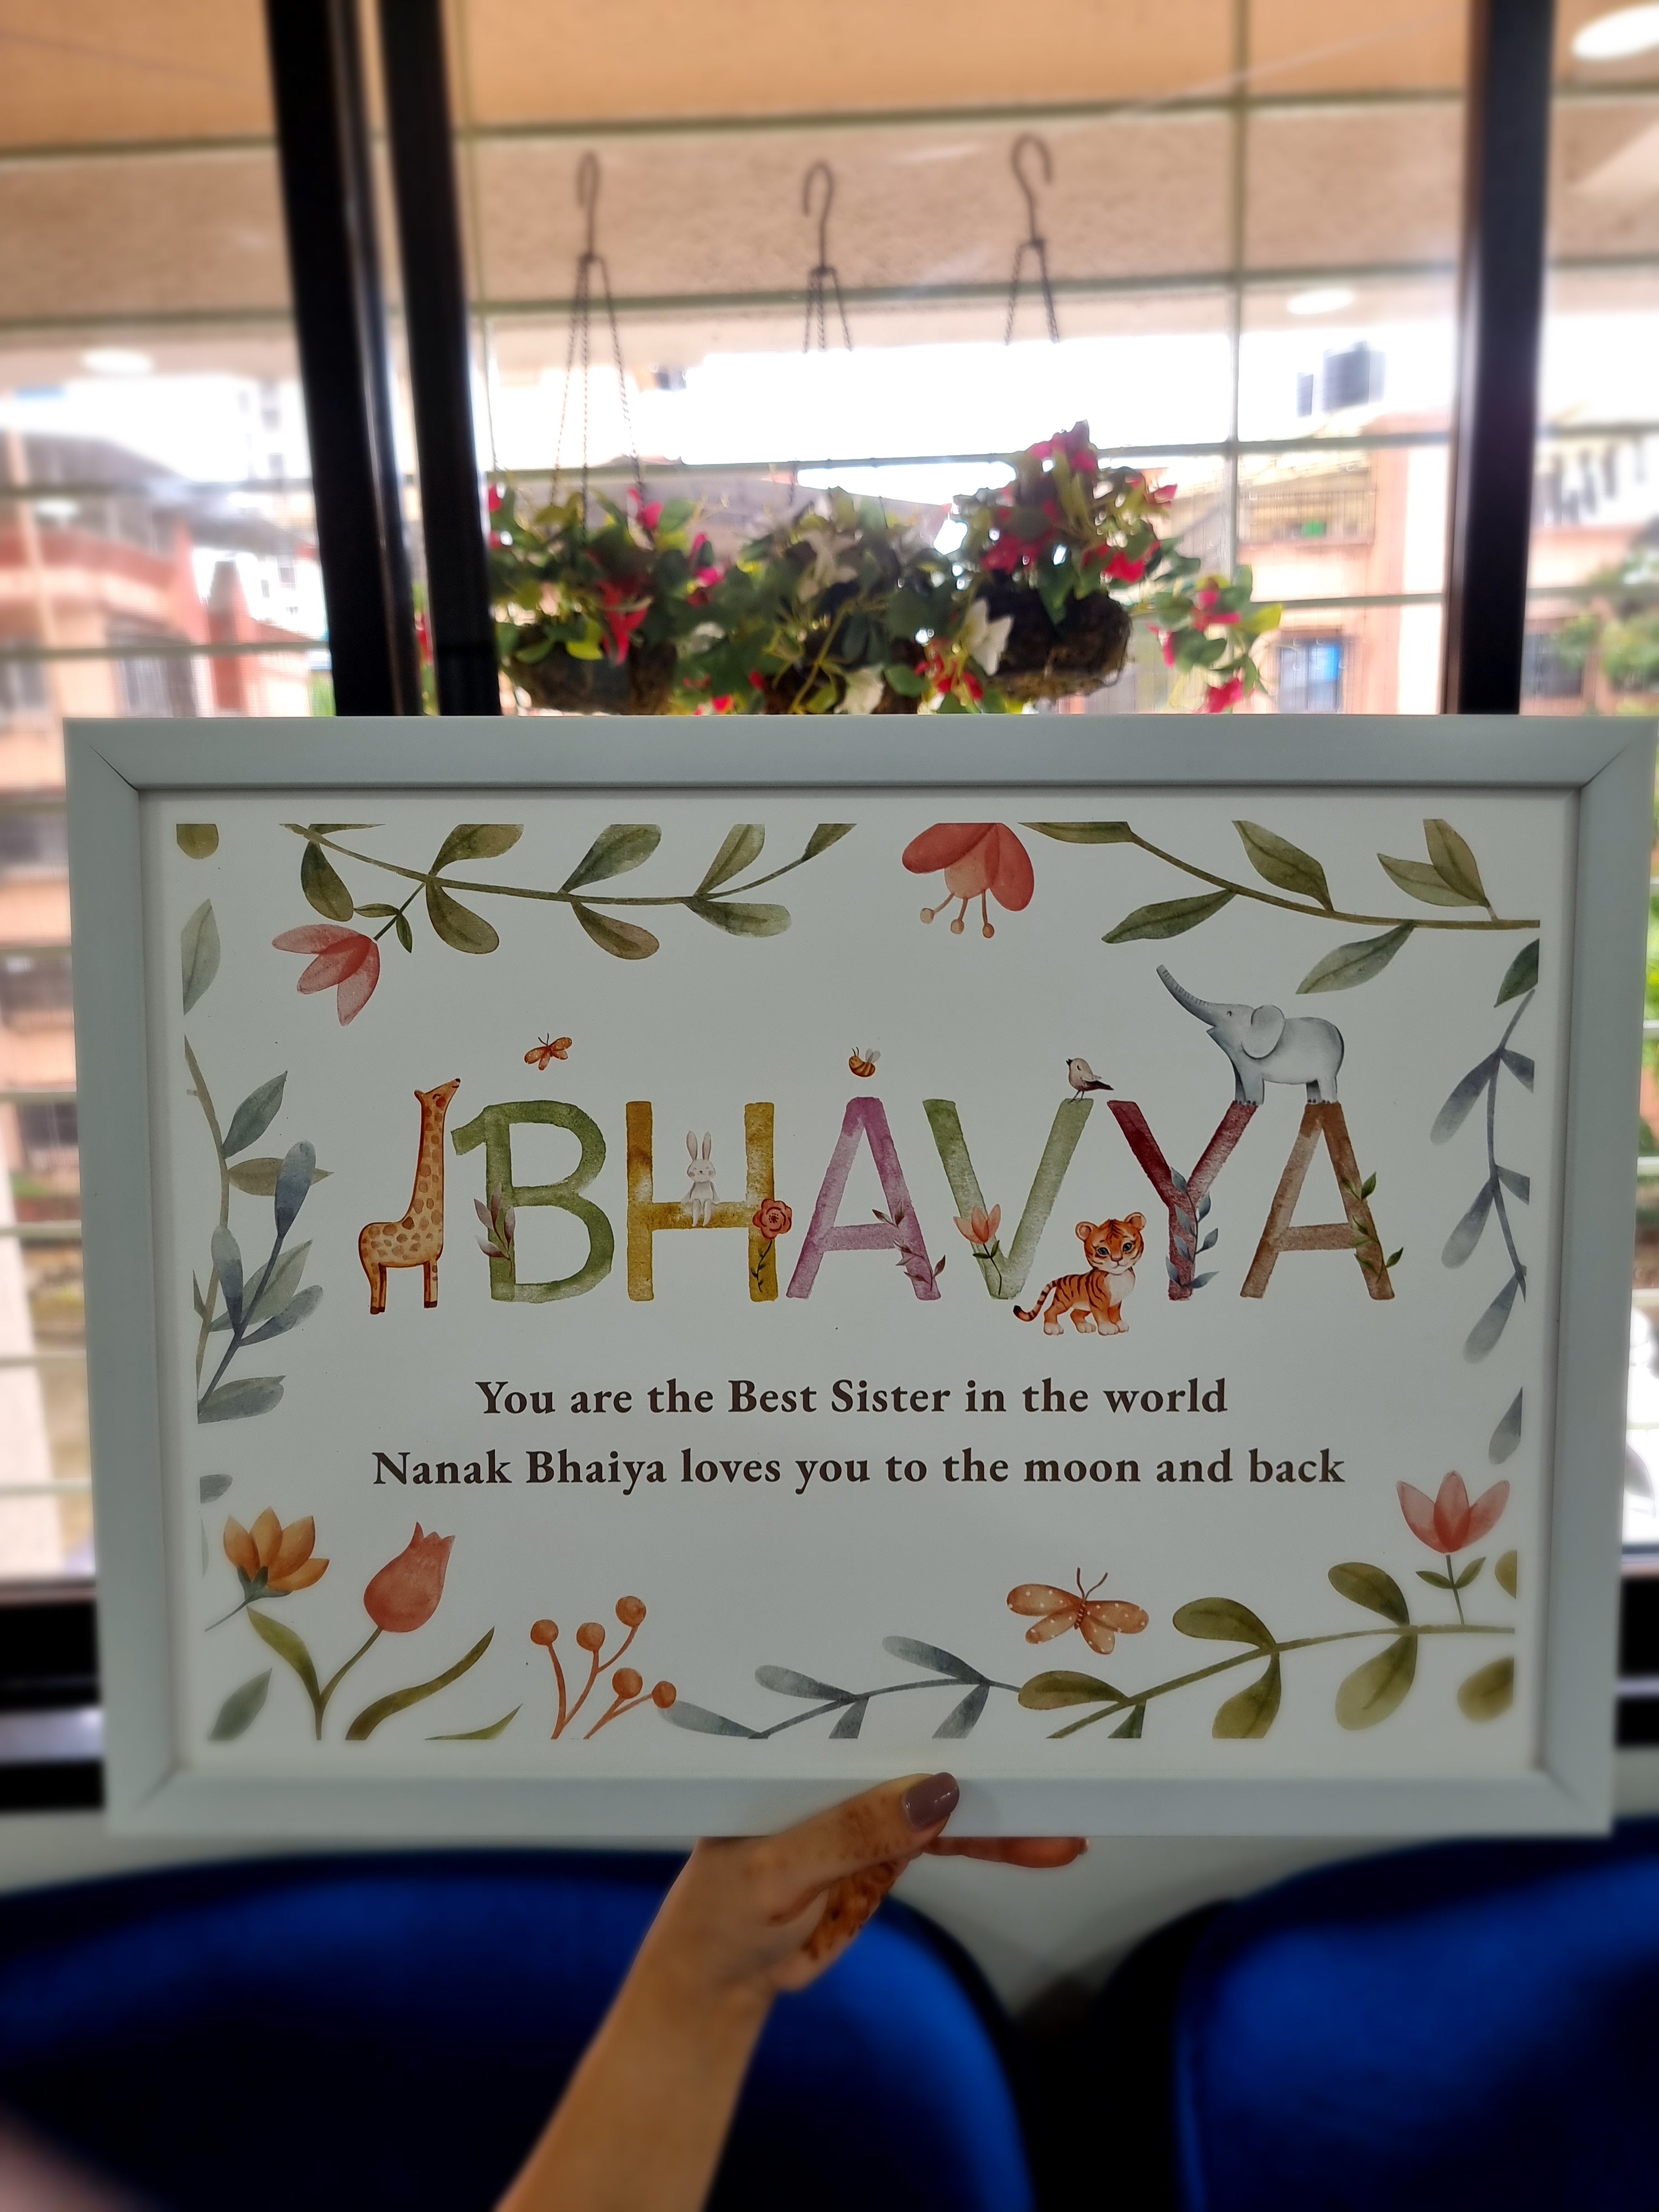 BHAVYA
You are the Best Sister in the world
Nanak Bhaiya loves you to the moon and back